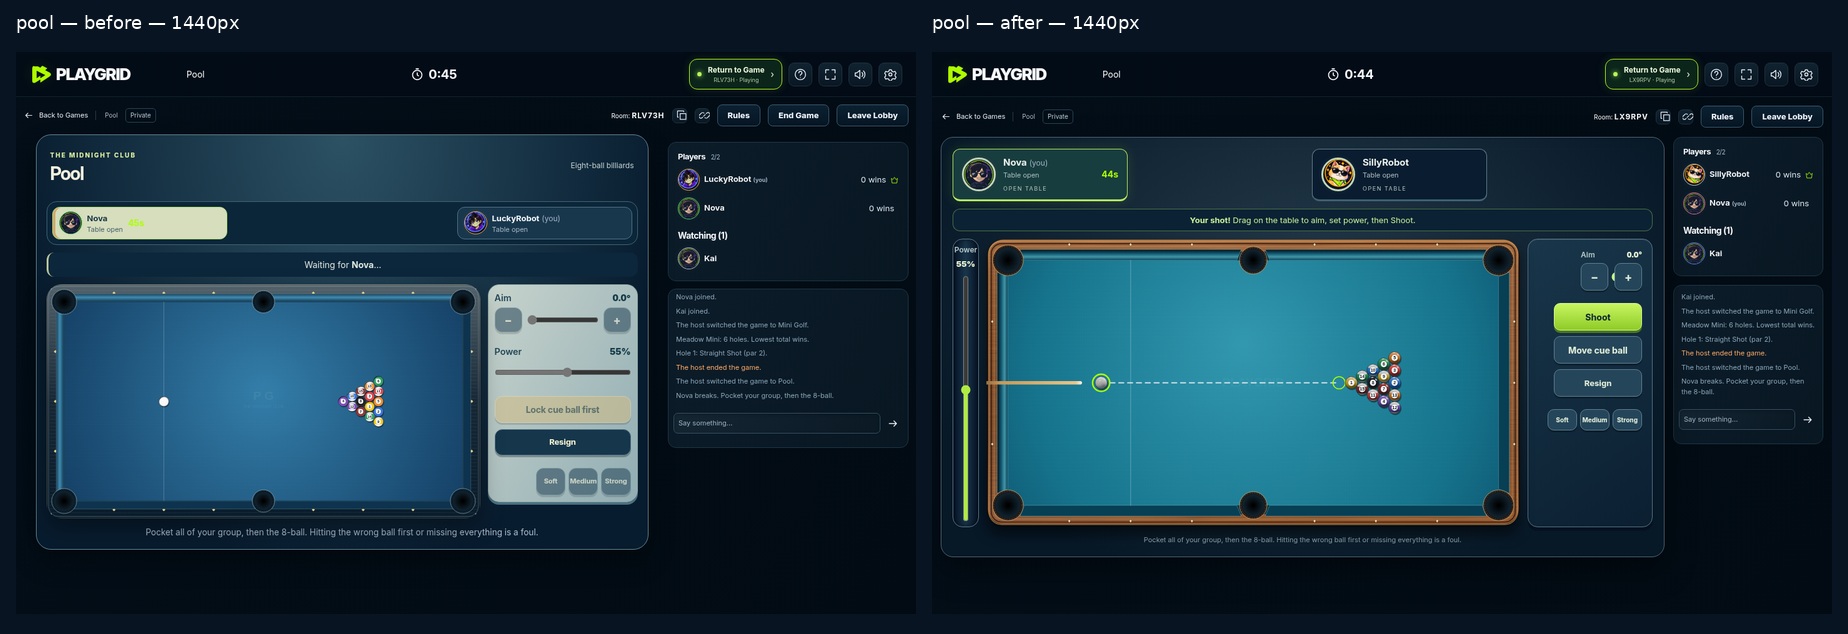 pool — before — 1440px
PLAYGRID
Pool
0:45
Return to Game
RLV73H · Playing
Back to Games
Pool
Private
Room: RLV73H
Rules
End Game
Leave Lobby
THE MIDNIGHT CLUB
Pool
Eight-ball billiards
Nova
Table open
45s
LuckyRobot (you)
Table open
Waiting for Nova...
Aim
0.0°
−
+
Power
55%
Lock cue ball first
Resign
Soft
Medium
Strong
Pocket all of your group, then the 8-ball. Hitting the wrong ball first or missing everything is a foul.
Players 2/2
LuckyRobot (you)
0 wins
Nova
0 wins
Watching (1)
Kai
Nova joined.
Kai joined.
The host switched the game to Mini Golf.
Meadow Mini: 6 holes. Lowest total wins.
Hole 1: Straight Shot (par 2).
The host ended the game.
The host switched the game to Pool.
Nova breaks. Pocket your group, then the 8-ball.
Say something...
pool — after — 1440px
PLAYGRID
Pool
0:44
Return to Game
LX9RPV · Playing
Back to Games
Pool
Private
Room: LX9RPV
Rules
Leave Lobby
Nova (you)
Table open
OPEN TABLE
44s
SillyRobot
Table open
OPEN TABLE
Your shot! Drag on the table to aim, set power, then Shoot.
Power
55%
Aim
0.0°
−
+
Shoot
Move cue ball
Resign
Soft
Medium
Strong
Pocket all of your group, then the 8-ball. Hitting the wrong ball first or missing everything is a foul.
Players 2/2
SillyRobot
0 wins
Nova (you)
0 wins
Watching (1)
Kai
Kai joined.
The host switched the game to Mini Golf.
Meadow Mini: 6 holes. Lowest total wins.
Hole 1: Straight Shot (par 2).
The host ended the game.
The host switched the game to Pool.
Nova breaks. Pocket your group, then
the 8-ball.
Say something...